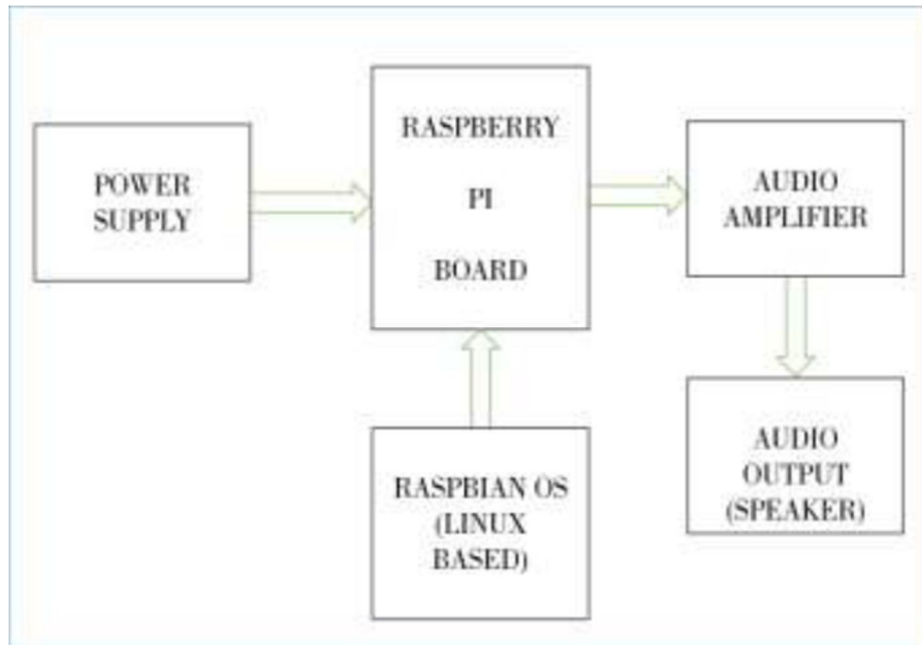 POWER
SUPPLY
RASPBERRY
PI
BOARD
AUDIO
AMPLIFIER
RASPBIAN OS
(LINUX
BASED)
AUDIO
OUTPUT
(SPEAKER)